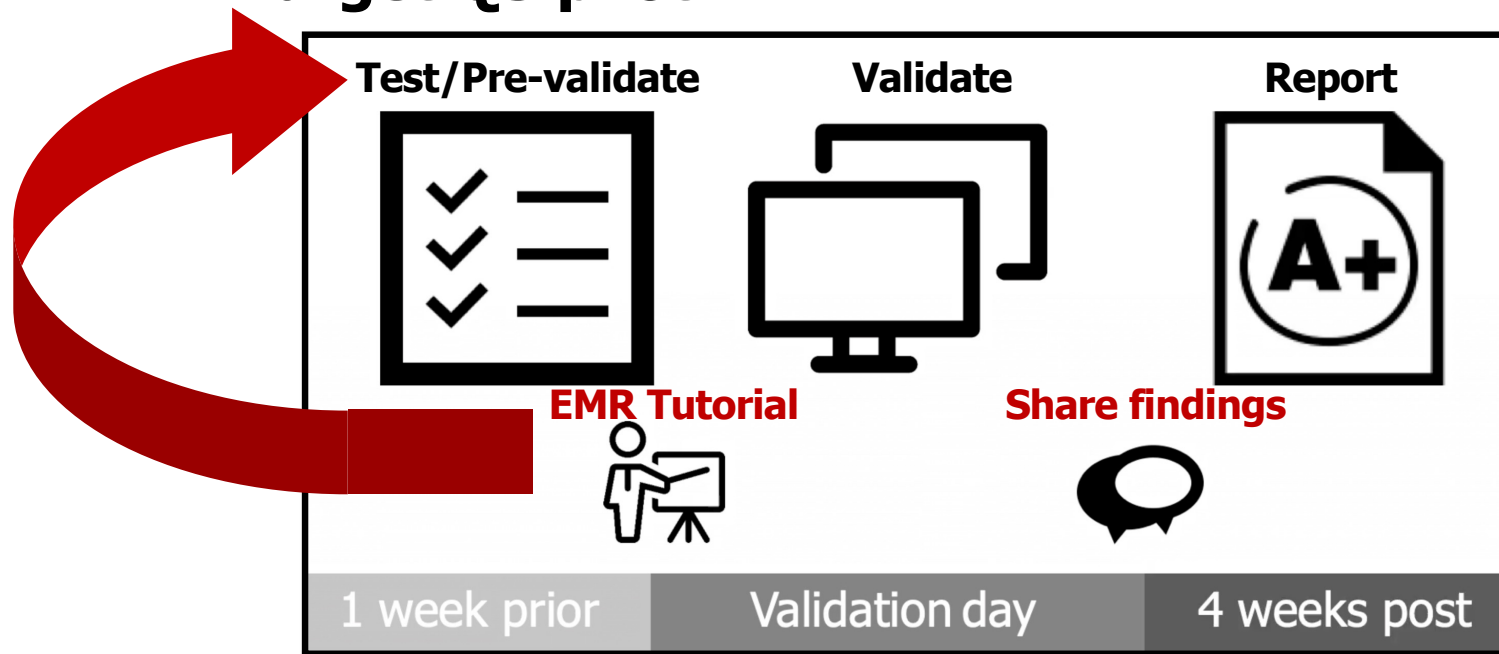 Test/Pre-validate
Validate
Report
A+
EMR Tutorial
Share findings
1 week prior
Validation day
4 weeks post